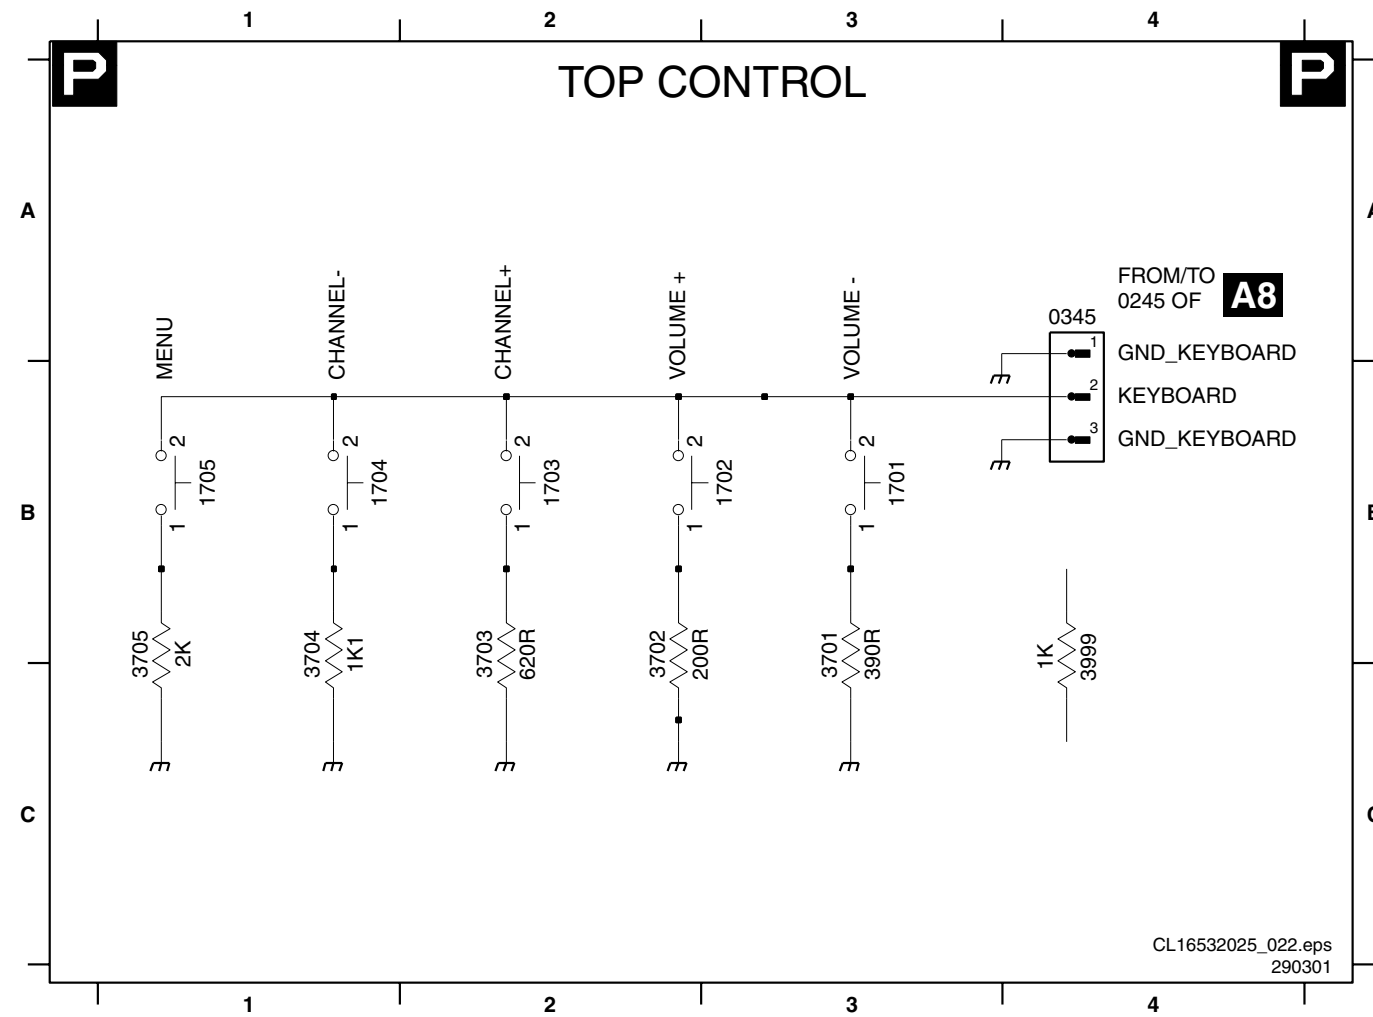 1 2 3 4
P TOP CONTROL P
A A
MENU
CHANNEL-
CHANNEL+
VOLUME +
VOLUME -
FROM/TO
0245 OF A8
0345
1 GND_KEYBOARD
2 KEYBOARD
3 GND_KEYBOARD
2 2 2 2 2
1705 1704 1703 1702 1701
1 1 1 1 1
B B
3705 2K
3704 1K1
3703 620R
3702 200R
3701 390R
1K 3999
C C
CL16532025_022.eps
290301
1 2 3 4